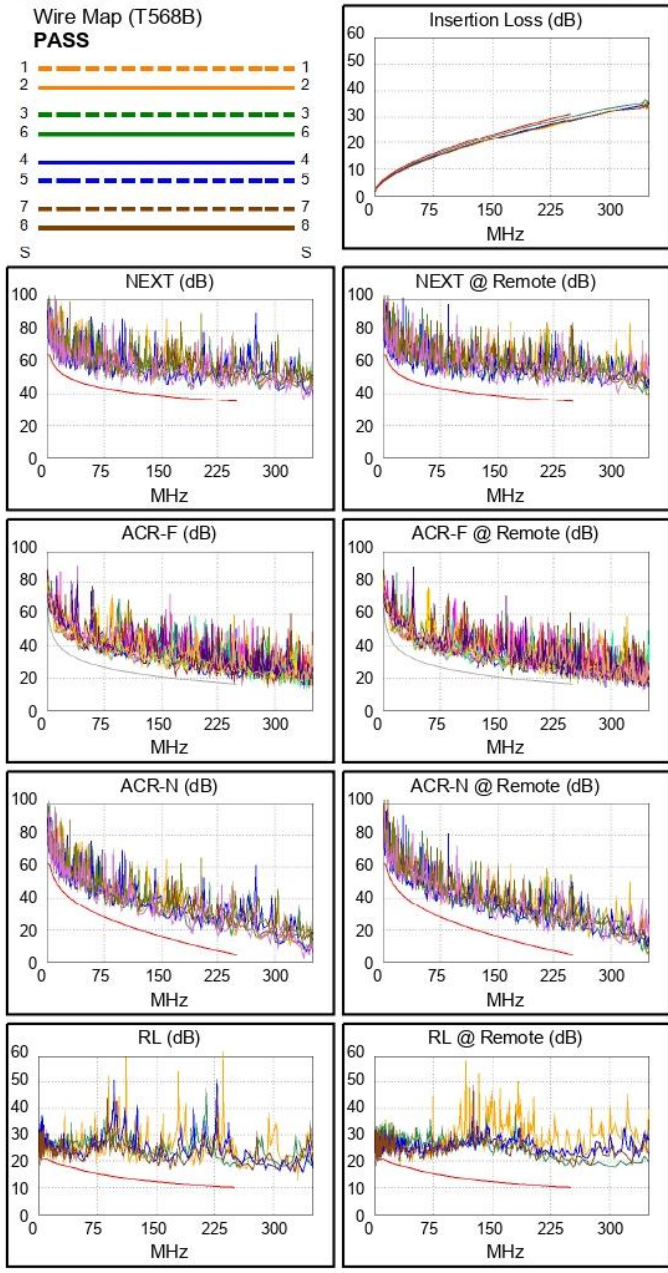 Wire Map (T568B)
PASS
1 1
2 2
3 3
6 6
4 4
5 5
7 7
8 8
S S
Insertion Loss (dB)
60
50
40
30
20
10
0
0 75 150 225 300
MHz
NEXT (dB)
100
80
60
40
20
0
0 75 150 225 300
MHz
NEXT @ Remote (dB)
100
80
60
40
20
0
0 75 150 225 300
MHz
ACR-F (dB)
100
80
60
40
20
0
0 75 150 225 300
MHz
ACR-F @ Remote (dB)
100
80
60
40
20
0
0 75 150 225 300
MHz
ACR-N (dB)
100
80
60
40
20
0
0 75 150 225 300
MHz
ACR-N @ Remote (dB)
100
80
60
40
20
0
0 75 150 225 300
MHz
RL (dB)
60
50
40
30
20
10
0
0 75 150 225 300
MHz
RL @ Remote (dB)
60
50
40
30
20
10
0
0 75 150 225 300
MHz